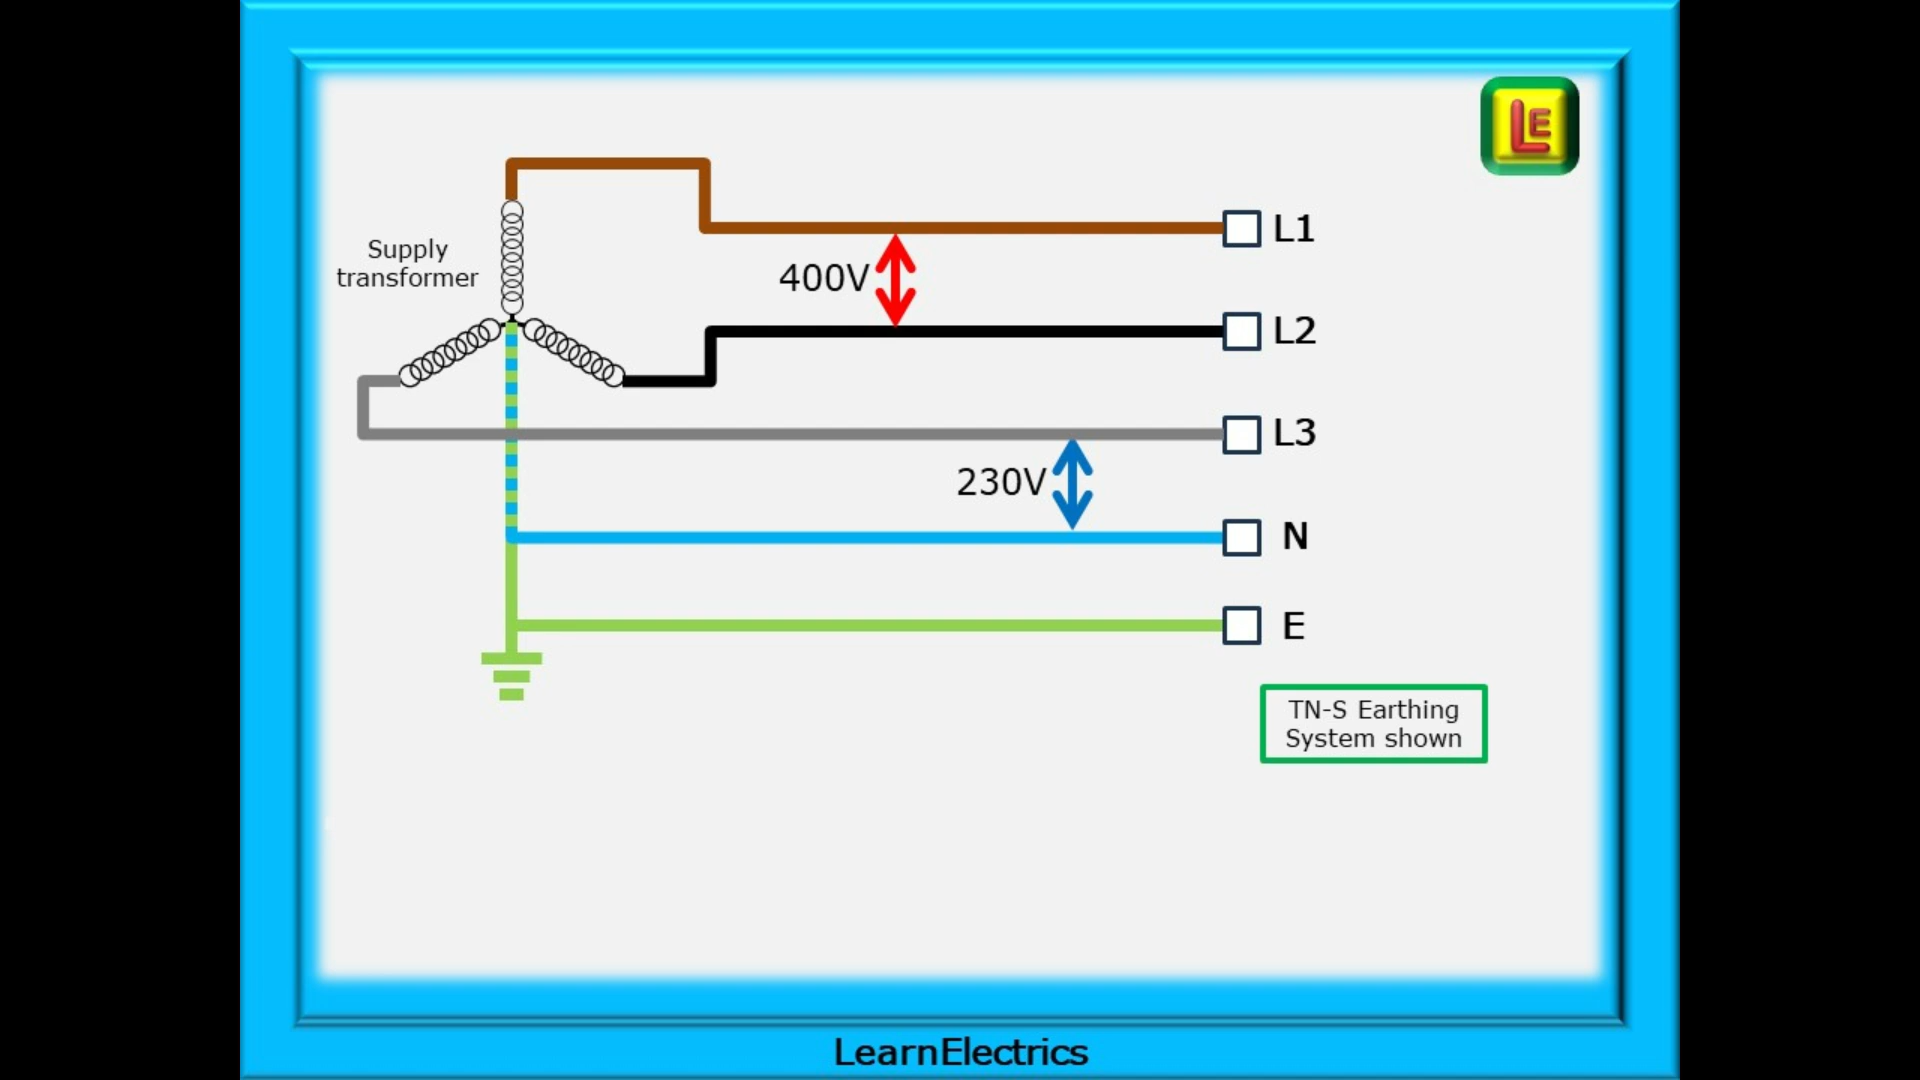 LE
L1
Supply
transformer
400V
L2
L3
230V
N
E
TN-S Earthing
System shown
LearnElectrics